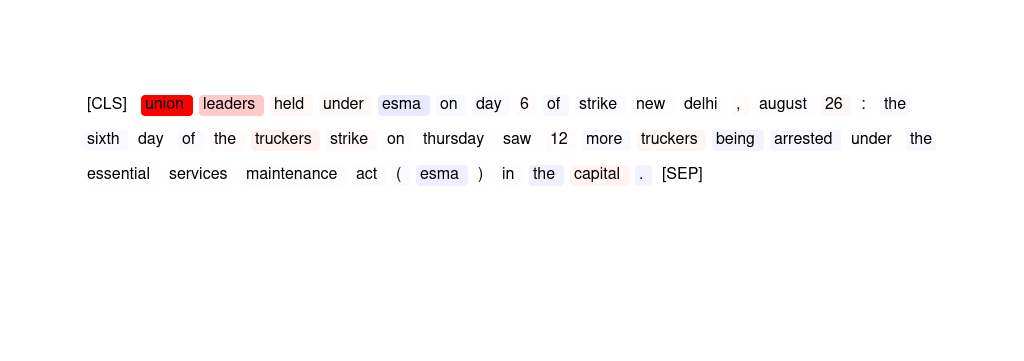 [CLS] union leaders held under esma on day 6 of strike new delhi , august 26 : the
sixth day of the truckers strike on thursday saw 12 more truckers being arrested under the
essential services maintenance act ( esma ) in the capital . [SEP]